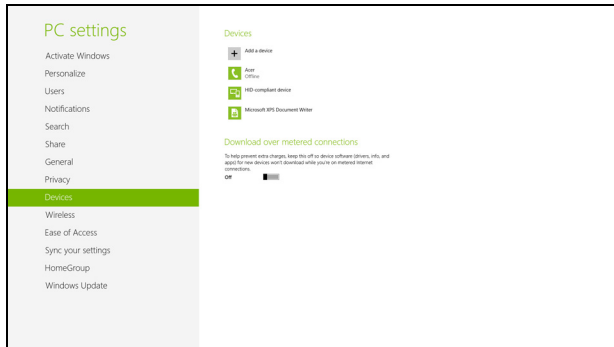 PC settings
Activate Windows
Personalize
Users
Notifications
Search
Share
General
Privacy
Devices
Wireless
Ease of Access
Sync your settings
HomeGroup
Windows Update
Devices
Add a device
Acer
Offline
HID-compliant device
Microsoft XPS Document Writer
Download over metered connections
To help prevent extra charges, keep this off so device software (drivers, info, and
apps) for new devices won't download while you're on metered Internet
connections.
Off